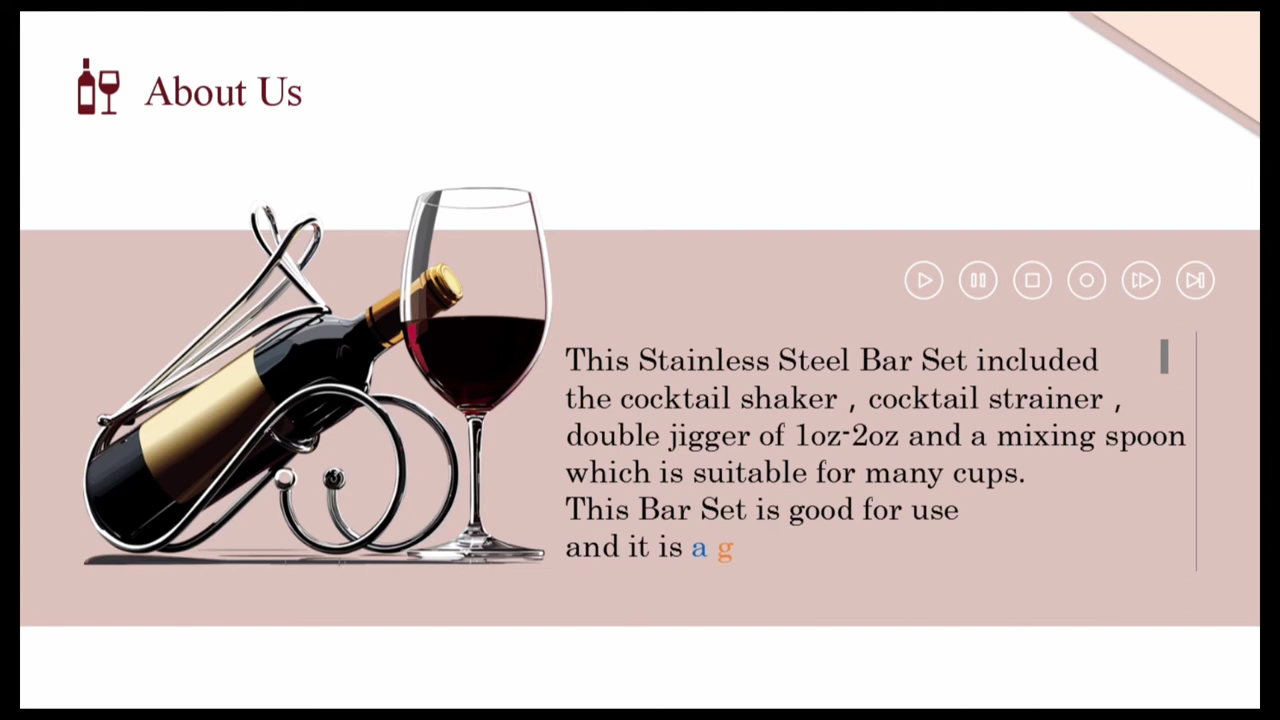 About Us
This Stainless Steel Bar Set included
the cocktail shaker , cocktail strainer ,
double jigger of 1oz-2oz and a mixing spoon
which is suitable for many cups.
This Bar Set is good for use
and it is a g